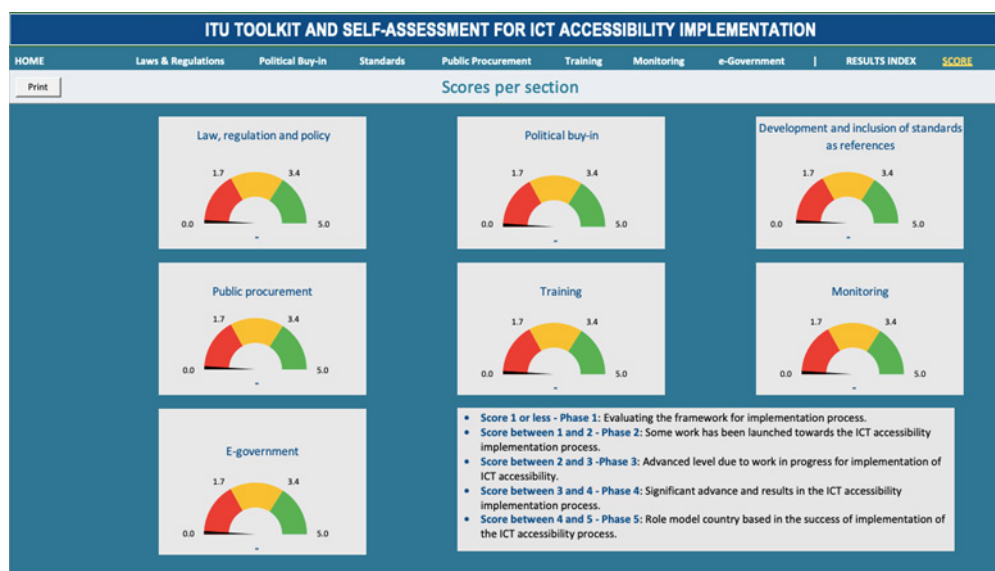 ITU TOOLKIT AND SELF-ASSESSMENT FOR ICT ACCESSIBILITY IMPLEMENTATION
HOME Laws & Regulations Political Buy-in Standards Public Procurement Training Monitoring e-Government | RESULTS INDEX SCORE
Print
Scores per section
Law, regulation and policy
1.7 3.4
0.0 5.0
-
Political buy-in
1.7 3.4
0.0 5.0
-
Development and inclusion of standards
as references
1.7 3.4
0.0 5.0
-
Public procurement
1.7 3.4
0.0 5.0
-
Training
1.7 3.4
0.0 5.0
-
Monitoring
1.7 3.4
0.0 5.0
-
E-government
1.7 3.4
0.0 5.0
-
• Score 1 or less - Phase 1: Evaluating the framework for implementation process.
• Score between 1 and 2 - Phase 2: Some work has been launched towards the ICT accessibility
implementation process.
• Score between 2 and 3 -Phase 3: Advanced level due to work in progress for implementation of
ICT accessibility.
• Score between 3 and 4 - Phase 4: Significant advance and results in the ICT accessibility
implementation process.
• Score between 4 and 5 - Phase 5: Role model country based in the success of implementation of
the ICT accessibility process.